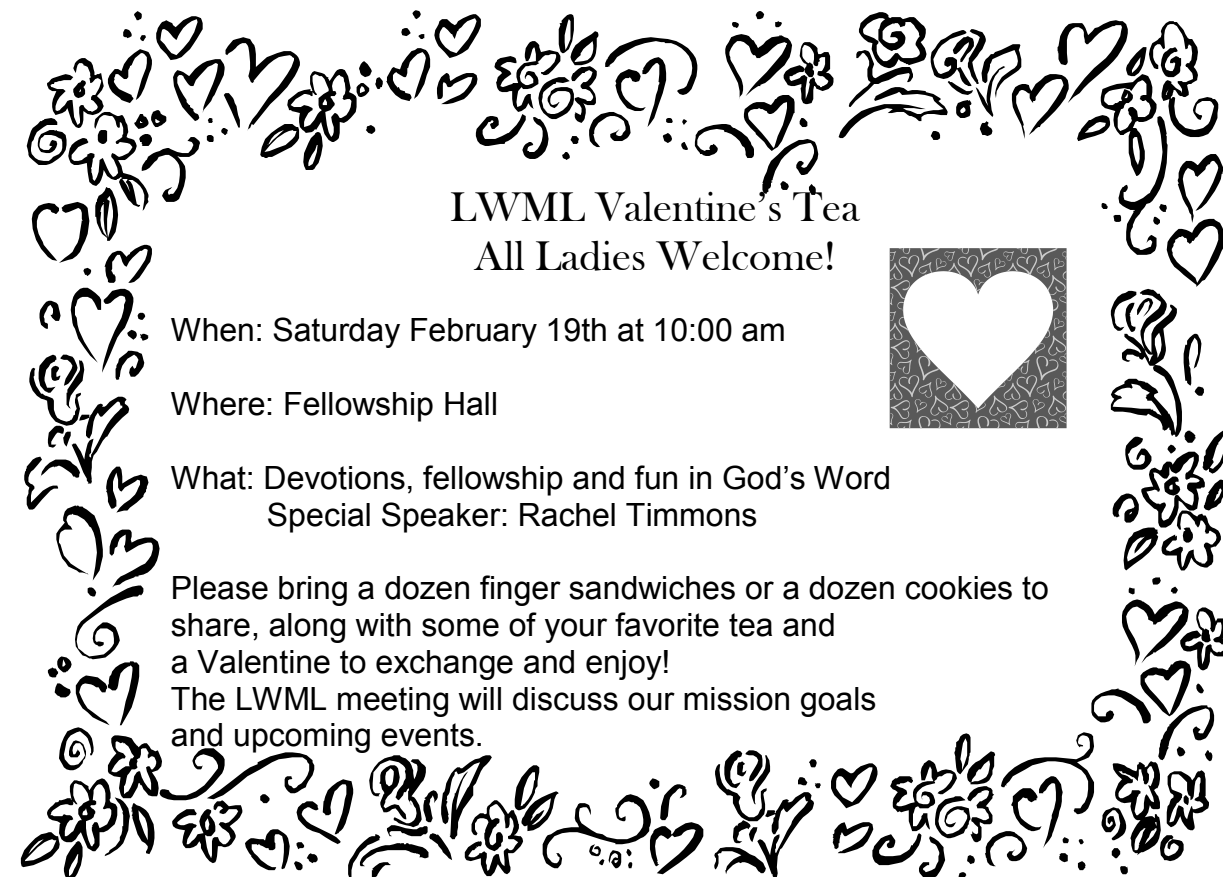 LWML Valentine's Tea
All Ladies Welcome!
When: Saturday February 19th at 10:00 am
Where: Fellowship Hall
What: Devotions, fellowship and fun in God's Word
Special Speaker: Rachel Timmons
Please bring a dozen finger sandwiches or a dozen cookies to
share, along with some of your favorite tea and
a Valentine to exchange and enjoy!
The LWML meeting will discuss our mission goals
and upcoming events.